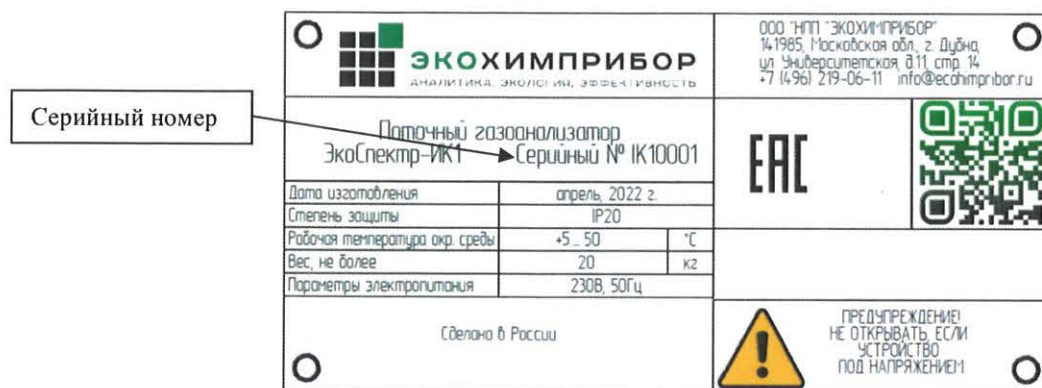 ЭКОХИМПРИБОР
АНАЛИТИКА, ЭКОЛОГИЯ, ЭФФЕКТИВНОСТЬ
ООО "НПП "ЭКОХИМПРИБОР"
141985, Московская обл., г. Дубна,
ул Университетская, д.11, стр. 14
+7 (496) 219-06-11 info@ecohimpribor.ru
Серийный номер
Поточный газоанализатор
ЭкоСпектр-ИК1 Серийный № IK10001
ЕАС
Дата изготовления апрель, 2022 г.
Степень защиты IP20
Рабочая температура окр. среды +5 ... 50 °С
Вес, не более 20 кг
Параметры электропитания 230В, 50Гц
Сделано в России
ПРЕДУПРЕЖДЕНИЕ!
НЕ ОТКРЫВАТЬ, ЕСЛИ
УСТРОЙСТВО
ПОД НАПРЯЖЕНИЕМ!